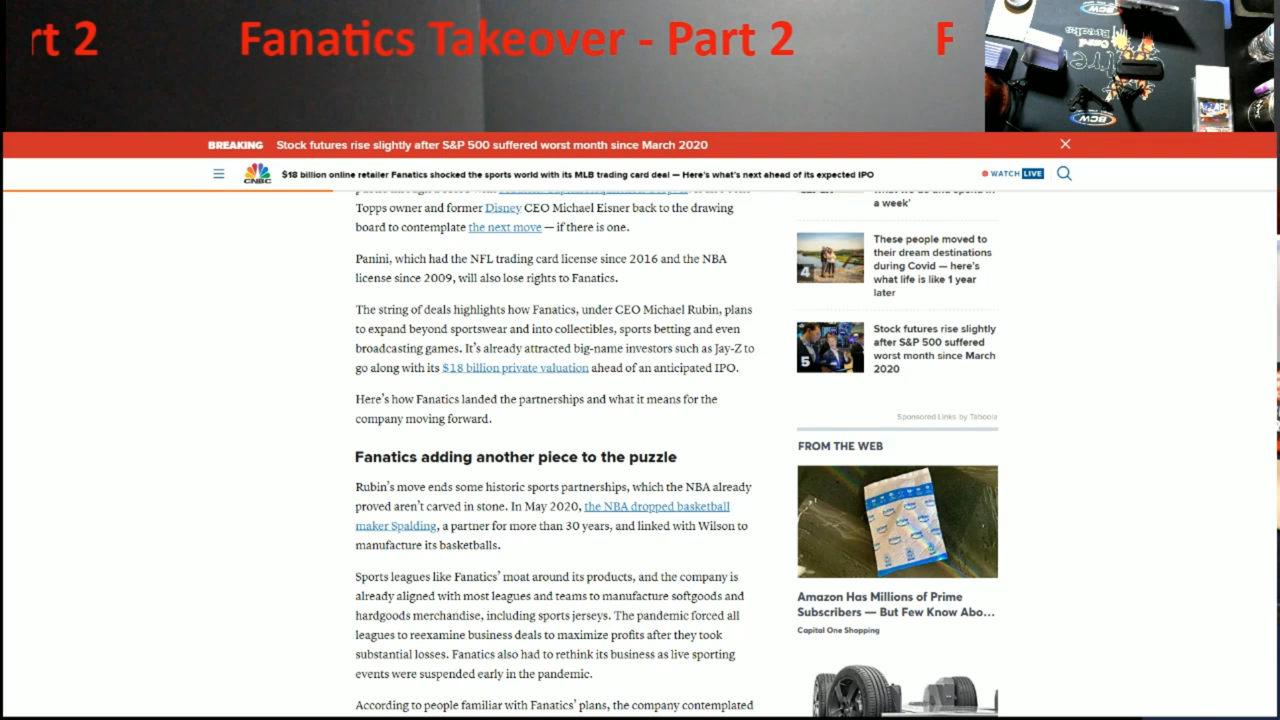 rt 2 Fanatics Takeover - Part 2 F
BCW
BCW
BREAKING Stock futures rise slightly after S&P 500 suffered worst month since March 2020
CNBC
$18 billion online retailer Fanatics shocked the sports world with its MLB trading card deal — Here's what's next ahead of its expected IPO
WATCH LIVE
Topps owner and former Disney CEO Michael Eisner back to the drawing
board to contemplate the next move — if there is one.
Panini, which had the NFL trading card license since 2016 and the NBA
license since 2009, will also lose rights to Fanatics.
The string of deals highlights how Fanatics, under CEO Michael Rubin, plans
to expand beyond sportswear and into collectibles, sports betting and even
broadcasting games. It's already attracted big-name investors such as Jay-Z to
go along with its $18 billion private valuation ahead of an anticipated IPO.
Here's how Fanatics landed the partnerships and what it means for the
company moving forward.
Fanatics adding another piece to the puzzle
Rubin's move ends some historic sports partnerships, which the NBA already
proved aren't carved in stone. In May 2020, the NBA dropped basketball
maker Spalding, a partner for more than 30 years, and linked with Wilson to
manufacture its basketballs.
Sports leagues like Fanatics' moat around its products, and the company is
already aligned with most leagues and teams to manufacture softgoods and
hardgoods merchandise, including sports jerseys. The pandemic forced all
leagues to reexamine business deals to maximize profits after they took
substantial losses. Fanatics also had to rethink its business as live sporting
events were suspended early in the pandemic.
According to people familiar with Fanatics' plans, the company contemplated
a week'
4
These people moved to
their dream destinations
during Covid — here's
what life is like 1 year
later
5
Stock futures rise slightly
after S&P 500 suffered
worst month since March
2020
Sponsored Links by Taboola
FROM THE WEB
Amazon Has Millions of Prime
Subscribers — But Few Know Abo...
Capital One Shopping